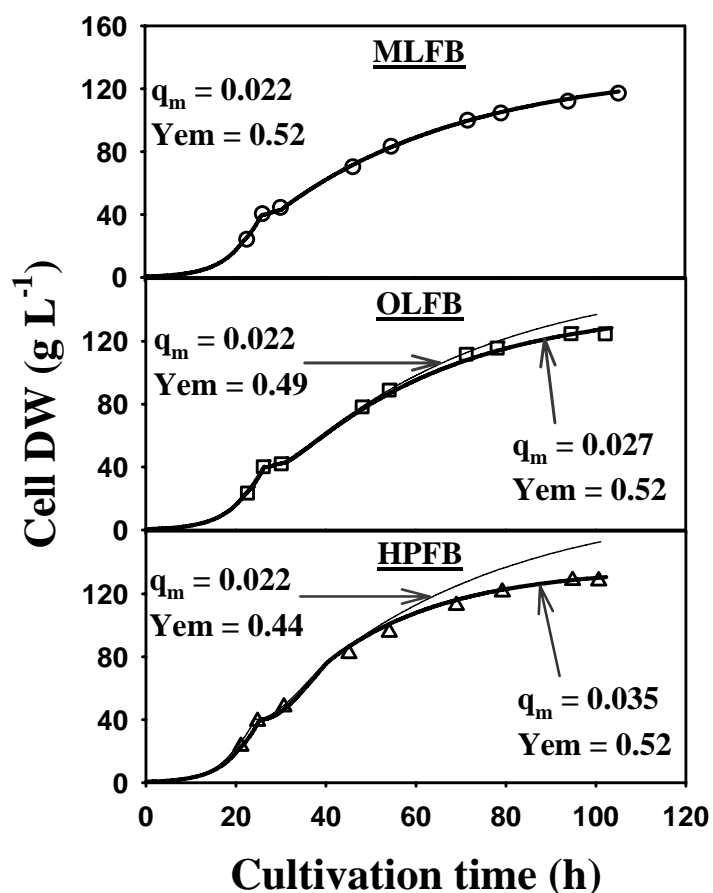 160
MLFB
q_m = 0.022
Yem = 0.52
120
80
40
0
OLFB
q_m = 0.022
Yem = 0.49
120
80
40
0
q_m = 0.027
Yem = 0.52
HPFB
q_m = 0.022
Yem = 0.44
120
80
40
0
q_m = 0.035
Yem = 0.52
0 20 40 60 80 100 120
Cell DW (g L⁻¹)
Cultivation time (h)